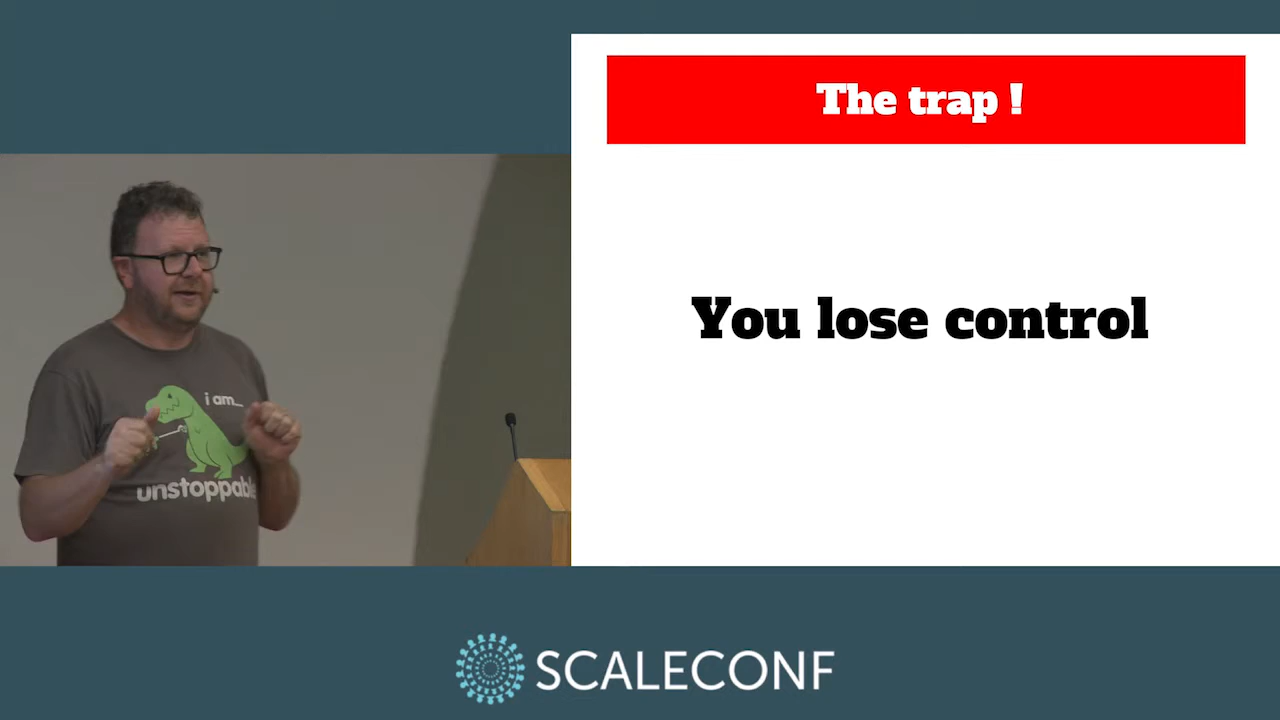 The trap !
You lose control
i am...
unstoppable
SCALECONF